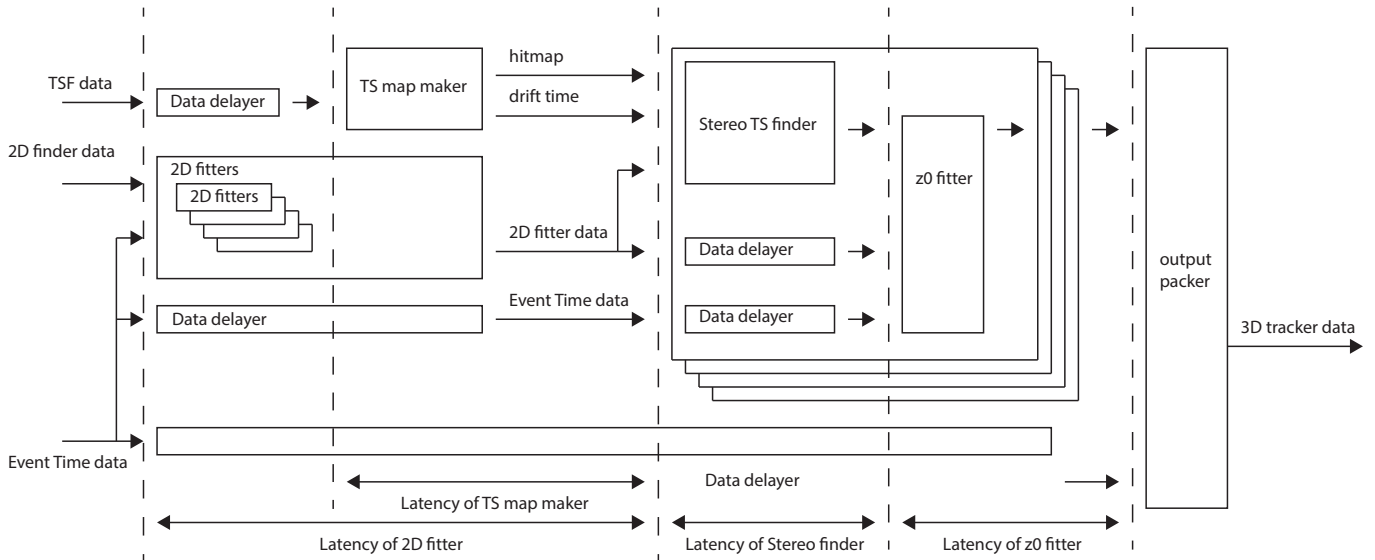 TSF data
Data delayer
TS map maker
hitmap
drift time
Stereo TS finder
2D finder data
2D fitters
2D fitters
z0 fitter
2D fitter data
Data delayer
output
packer
Data delayer
Event Time data
Data delayer
3D tracker data
Event Time data
Data delayer
Latency of TS map maker
Latency of 2D fitter
Latency of Stereo finder
Latency of z0 fitter